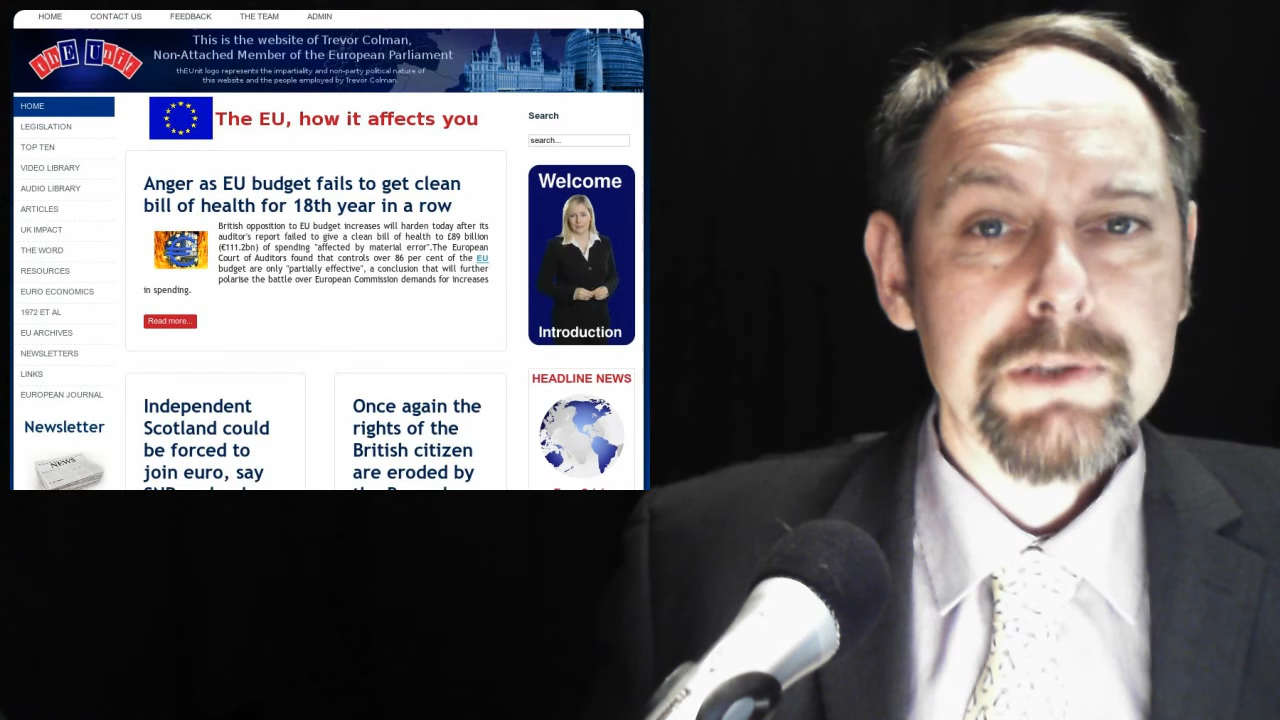 HOME CONTACT US FEEDBACK THE TEAM ADMIN
thEUnit
This is the website of Trevor Colman,
Non-Attached Member of the European Parliament
thEUnit logo represents the impartiality and non-party political nature of
this website and the people employed by Trevor Colman
HOME
LEGISLATION
TOP TEN
VIDEO LIBRARY
AUDIO LIBRARY
ARTICLES
UK IMPACT
THE WORD
RESOURCES
EURO ECONOMICS
1972 ET AL
EU ARCHIVES
NEWSLETTERS
LINKS
EUROPEAN JOURNAL
Newsletter
NEWS
The EU, how it affects you
Anger as EU budget fails to get clean
bill of health for 18th year in a row
British opposition to EU budget increases will harden today after its
auditor's report failed to give a clean bill of health to £89 billion
(€111.2bn) of spending "affected by material error".The European
Court of Auditors found that controls over 86 per cent of the EU
budget are only "partially effective", a conclusion that will further
polarise the battle over European Commission demands for increases
in spending.
Read more...
Independent
Scotland could
be forced to
join euro, say
Once again the
rights of the
British citizen
are eroded by
Search
search...
Welcome
Introduction
HEADLINE NEWS